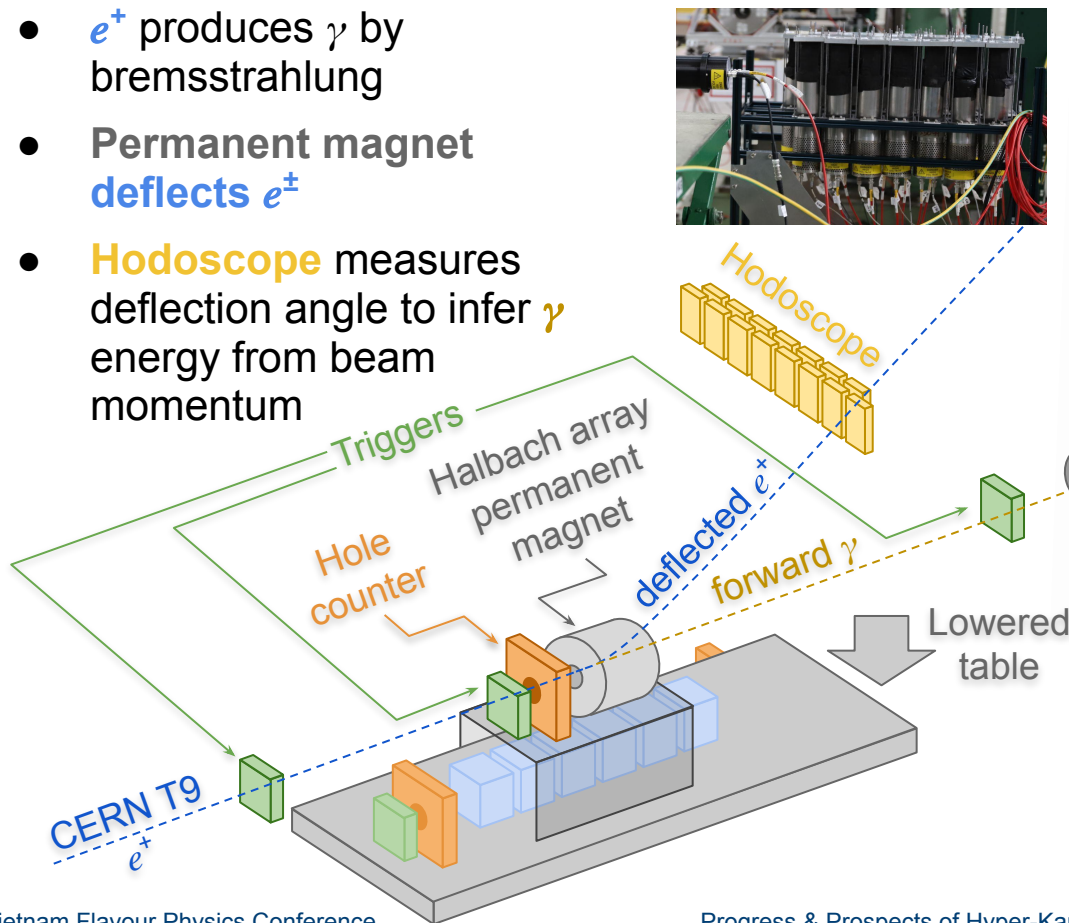 ● e⁺ produces γ by
bremsstrahlung
● Permanent magnet
deflects e±
● Hodoscope measures
deflection angle to infer γ
energy from beam
momentum
Hodoscope
Triggers
Halbach array
permanent
magnet
Hole
counter
deflected e⁺
forward γ
Lowered
table
CERN T9
e⁺
ietnam Flavour Physics Conference
Progress & Prospects of Hyper-Ka